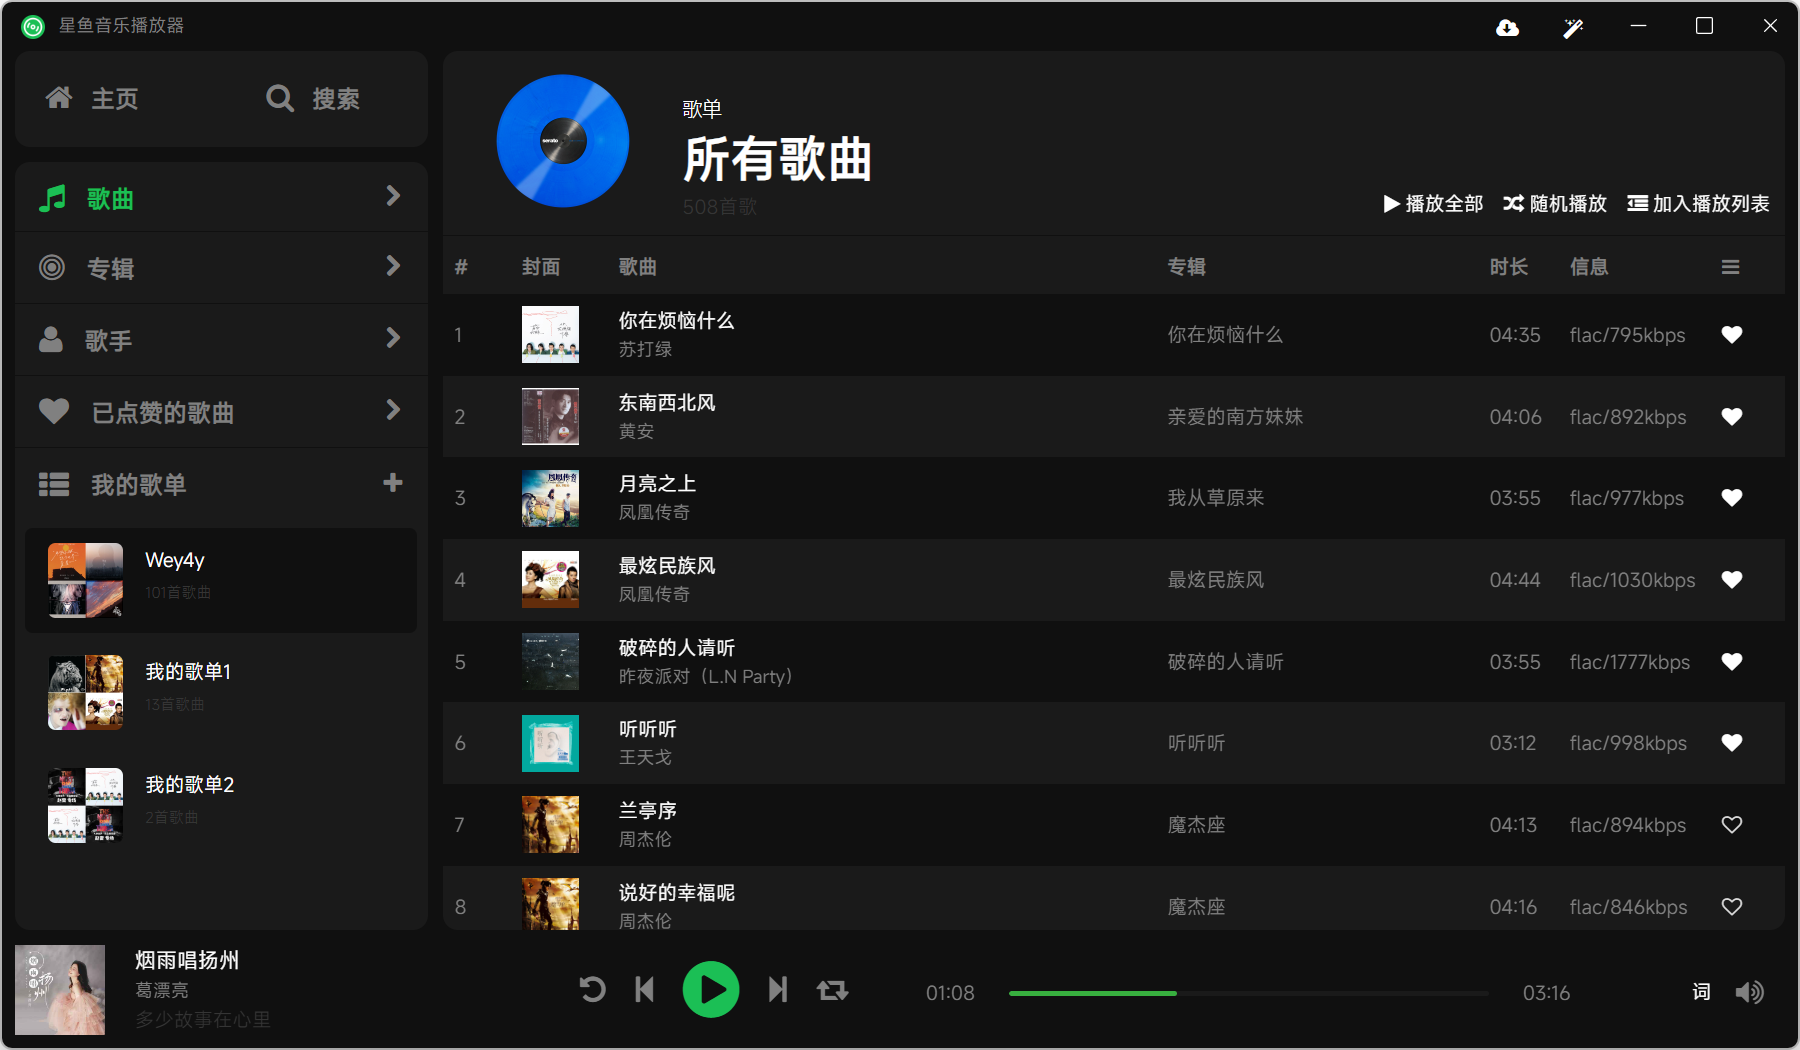 星鱼音乐播放器
主页
搜索
歌曲
专辑
歌手
已点赞的歌曲
我的歌单
Wey4y
101首歌曲
我的歌单1
13首歌曲
我的歌单2
2首歌曲
serato
歌单
所有歌曲
508首歌
播放全部 随机播放 加入播放列表
# 封面 歌曲 专辑 时长 信息
1 你在烦恼什么 你在烦恼什么 04:35 flac/795kbps
苏打绿
2 东南西北风 亲爱的南方妹妹 04:06 flac/892kbps
黄安
3 月亮之上 我从草原来 03:55 flac/977kbps
凤凰传奇
4 最炫民族风 最炫民族风 04:44 flac/1030kbps
凤凰传奇
5 破碎的人请听 破碎的人请听 03:55 flac/1777kbps
昨夜派对（L.N Party）
6 听听听 听听听 03:12 flac/998kbps
王天戈
7 兰亭序 魔杰座 04:13 flac/894kbps
周杰伦
8 说好的幸福呢 魔杰座 04:16 flac/846kbps
周杰伦
烟雨唱扬州
葛漂亮
多少故事在心里
01:08
03:16
词